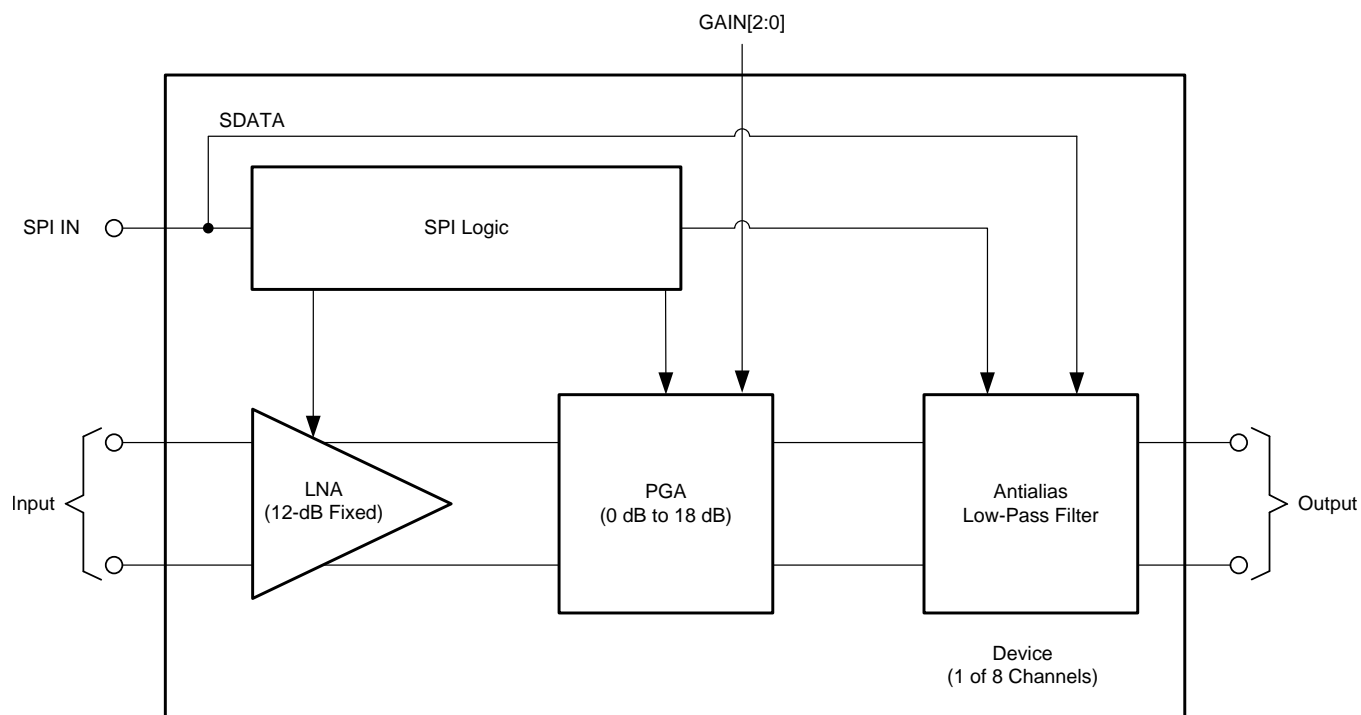 GAIN[2:0]
SDATA
SPI IN
SPI Logic
Input
LNA
(12-dB Fixed)
PGA
(0 dB to 18 dB)
Antialias
Low-Pass Filter
Output
Device
(1 of 8 Channels)